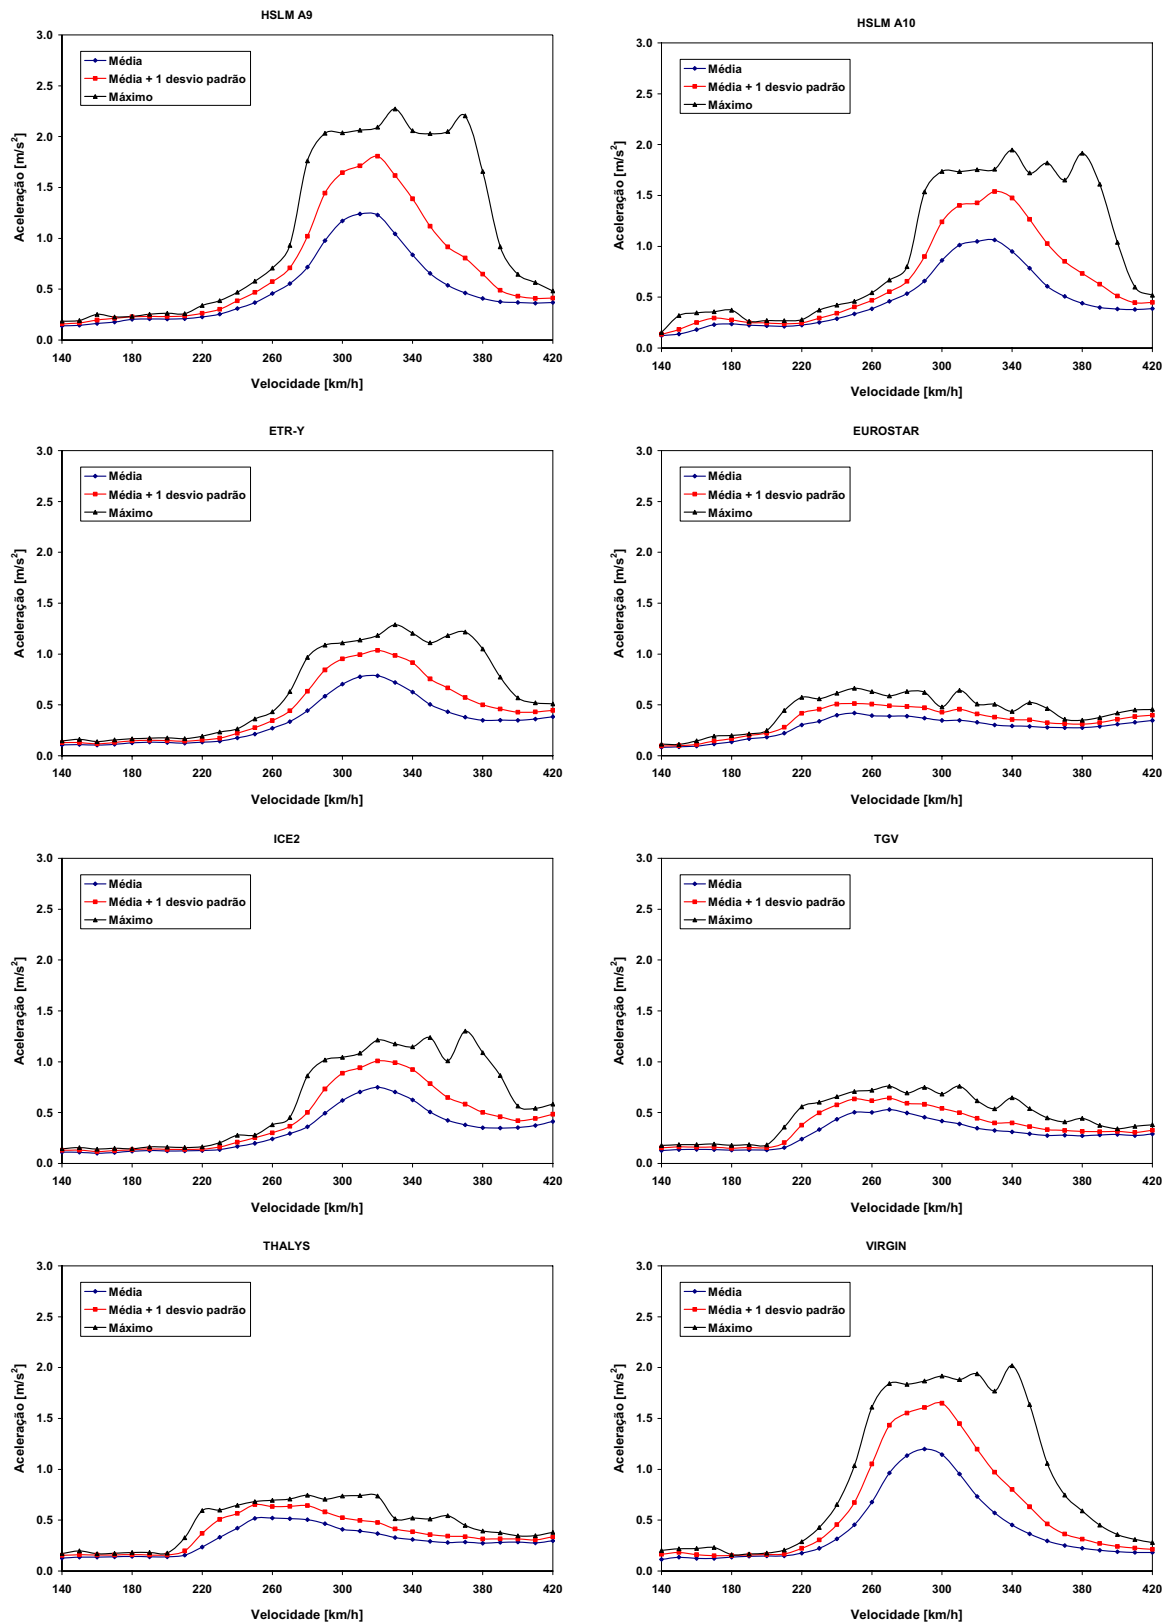 HSLM A9
3.0
2.5
2.0
1.5
1.0
0.5
0.0
Aceleração [m/s²]
Média
Média + 1 desvio padrão
Máximo
140 180 220 260 300 340 380 420
Velocidade [km/h]
HSLM A10
3.0
2.5
2.0
1.5
1.0
0.5
0.0
Aceleração [m/s²]
Média
Média + 1 desvio padrão
Máximo
140 180 220 260 300 340 380 420
Velocidade [km/h]
ETR-Y
3.0
2.5
2.0
1.5
1.0
0.5
0.0
Aceleração [m/s²]
Média
Média + 1 desvio padrão
Máximo
140 180 220 260 300 340 380 420
Velocidade [km/h]
EUROSTAR
3.0
2.5
2.0
1.5
1.0
0.5
0.0
Aceleração [m/s²]
Média
Média + 1 desvio padrão
Máximo
140 180 220 260 300 340 380 420
Velocidade [km/h]
ICE2
3.0
2.5
2.0
1.5
1.0
0.5
0.0
Aceleração [m/s²]
Média
Média + 1 desvio padrão
Máximo
140 180 220 260 300 340 380 420
Velocidade [km/h]
TGV
3.0
2.5
2.0
1.5
1.0
0.5
0.0
Aceleração [m/s²]
Média
Média + 1 desvio padrão
Máximo
140 180 220 260 300 340 380 420
Velocidade [km/h]
THALYS
3.0
2.5
2.0
1.5
1.0
0.5
0.0
Aceleração [m/s²]
Média
Média + 1 desvio padrão
Máximo
140 180 220 260 300 340 380 420
Velocidade [km/h]
VIRGIN
3.0
2.5
2.0
1.5
1.0
0.5
0.0
Aceleração [m/s²]
Média
Média + 1 desvio padrão
Máximo
140 180 220 260 300 340 380 420
Velocidade [km/h]